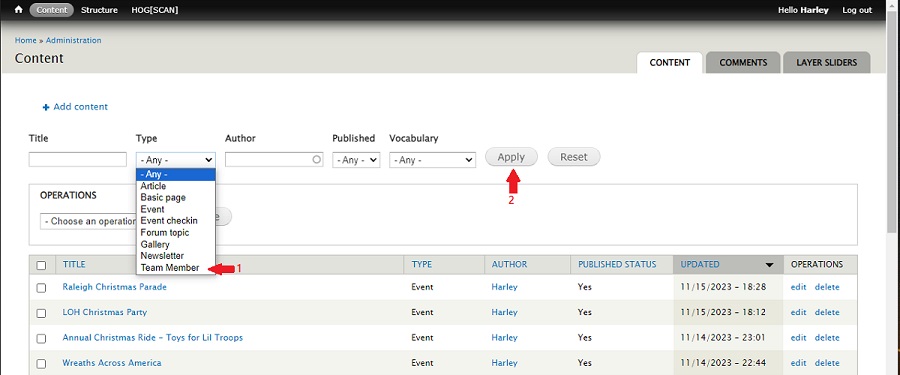 Content Structure HOG[SCAN] Hello Harley Log out
Home » Administration
Content
CONTENT COMMENTS LAYER SLIDERS
+ Add content
Title Type Author Published Vocabulary
- Any - - Any - - Any - Apply Reset
- Any -
Article
Basic page
Event
Event checkin
Forum topic
Gallery
Newsletter
Team Member
1
2
OPERATIONS
- Choose an operation
TITLE TYPE AUTHOR PUBLISHED STATUS UPDATED OPERATIONS
Raleigh Christmas Parade Event Harley Yes 11/15/2023 - 18:28 edit delete
LOH Christmas Party Event Harley Yes 11/15/2023 - 18:12 edit delete
Annual Christmas Ride - Toys for Lil Troops Event Harley Yes 11/14/2023 - 23:01 edit delete
Wreaths Across America Event Harley Yes 11/14/2023 - 22:44 edit delete